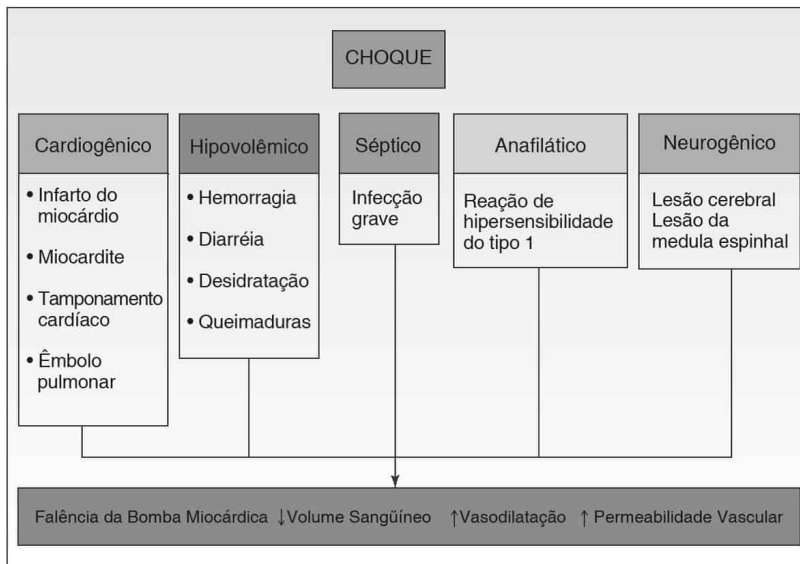 CHOQUE
Cardiogênico
• Infarto do
miocárdio
• Miocardite
• Tamponamento
cardíaco
• Êmbolo
pulmonar
Hipovolêmico
• Hemorragia
• Diarréia
• Desidratação
• Queimaduras
Séptico
Infecção
grave
Anafilático
Reação de
hipersensibilidade
do tipo 1
Neurogênico
Lesão cerebral
Lesão da
medula espinhal
Falência da Bomba Miocárdica ↓Volume Sangüíneo ↑Vasodilatação ↑ Permeabilidade Vascular